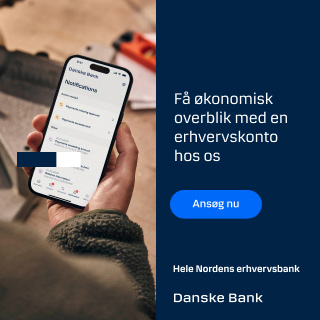 Danske Bank
Notifications
Få økonomisk
overblik med en
erhvervskonto
hos os
Ansøg nu
Hele Nordens erhvervsbank
Danske Bank